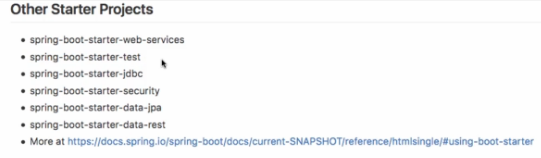 Other Starter Projects
• spring-boot-starter-web-services
• spring-boot-starter-test
• spring-boot-starter-jdbc
• spring-boot-starter-security
• spring-boot-starter-data-jpa
• spring-boot-starter-data-rest
• More at https://docs.spring.io/spring-boot/docs/current-SNAPSHOT/reference/htmlsingle/#using-boot-starter